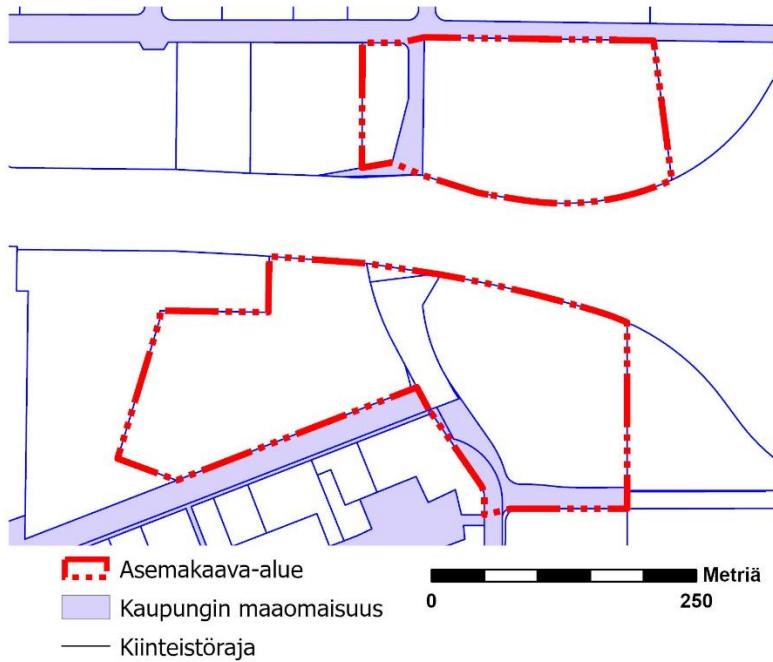 Asemakaava-alue
Kaupungin maaomaisuus
Kiinteistöraja
Metriä
0 250